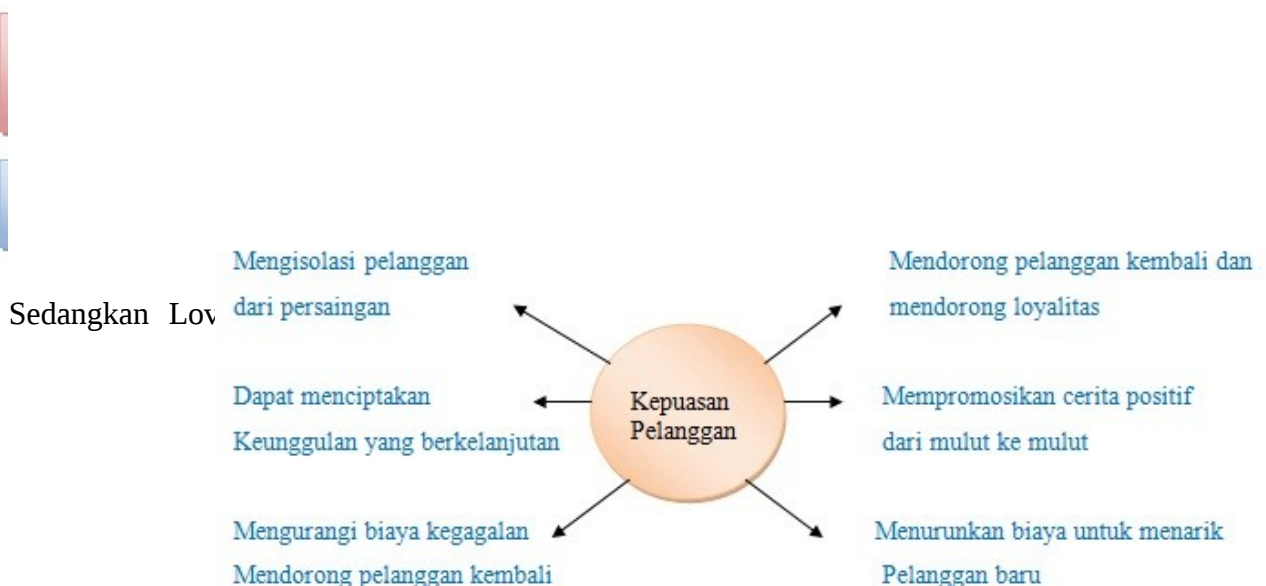 Mengisolasi pelanggan
dari persaingan
Mendorong pelanggan kembali dan
mendorong loyalitas
Sedangkan
Dapat menciptakan
Keunggulan yang berkelanjutan
Kepuasan
Pelanggan
Mempromosikan cerita positif
dari mulut ke mulut
Mengurangi biaya kegagalan
Mendorong pelanggan kembali
Menurunkan biaya untuk menarik
Pelanggan baru